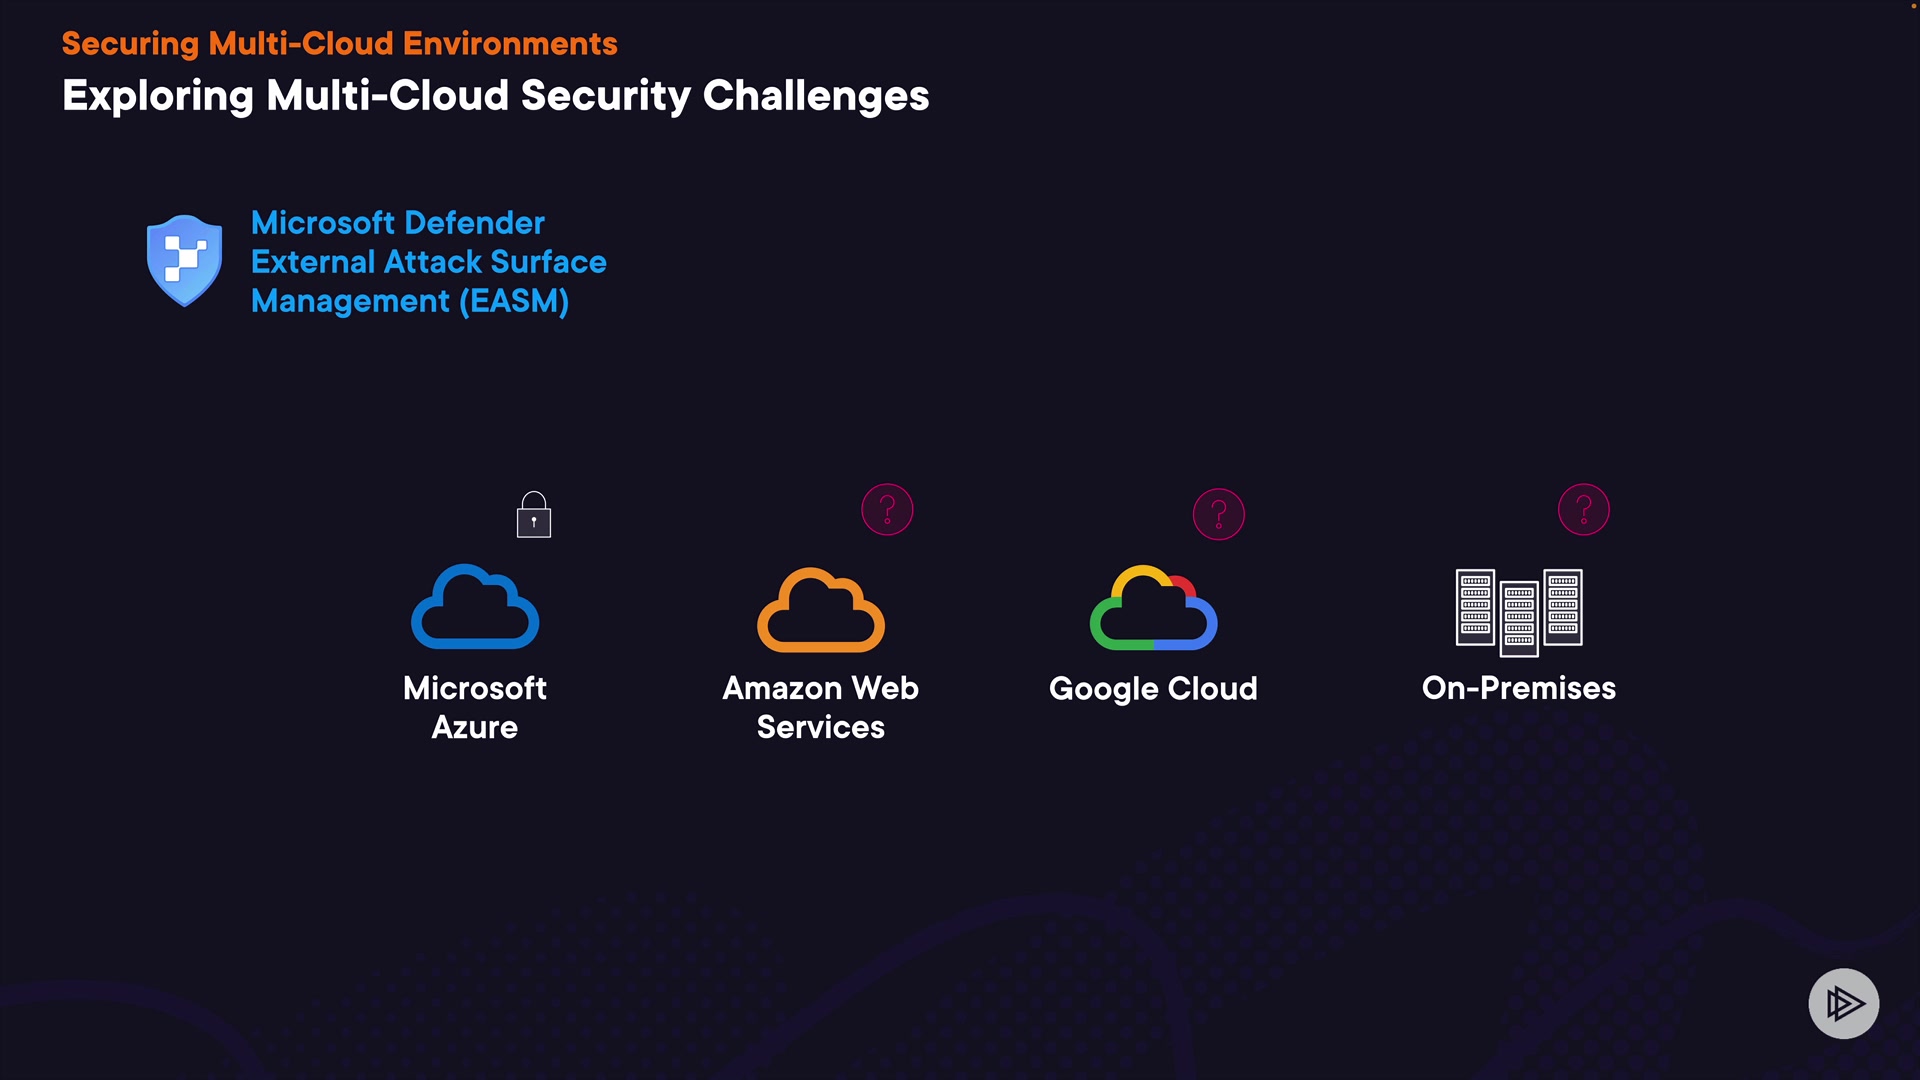 Securing Multi-Cloud Environments
Exploring Multi-Cloud Security Challenges
Microsoft Defender
External Attack Surface
Management (EASM)
?
?
?
Microsoft
Azure
Amazon Web
Services
Google Cloud
On-Premises